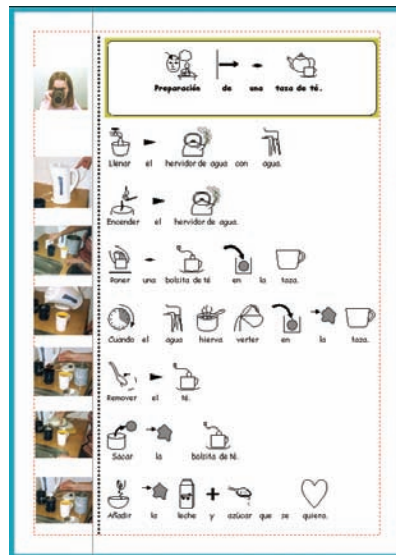 Preparación de una taza de té.
Llenar el hervidor de agua con agua.
Encender el hervidor de agua.
Poner una bolsita de té en la taza.
Cuando el agua hierva verter en la taza.
Remover el té.
Sacar la bolsita de té.
Añadir la leche y azúcar que se quiera.